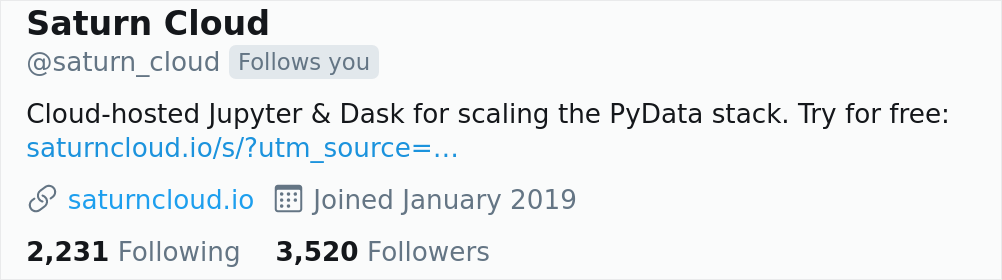 Saturn Cloud
@saturn_cloud Follows you
Cloud-hosted Jupyter & Dask for scaling the PyData stack. Try for free:
saturncloud.io/s/?utm_source=…
saturncloud.io Joined January 2019
2,231 Following 3,520 Followers